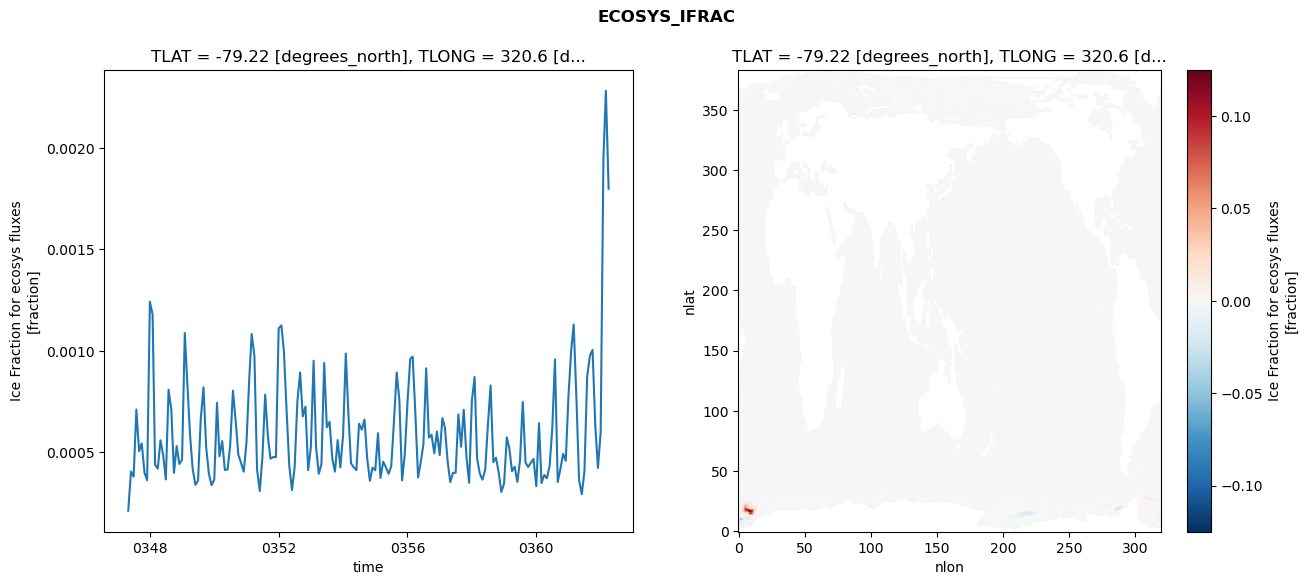 ECOSYS_IFRAC
TLAT = -79.22 [degrees_north], TLONG = 320.6 [d...
Ice Fraction for ecosys fluxes
[fraction]
0.0020
0.0015
0.0010
0.0005
0348
0352
0356
0360
time
TLAT = -79.22 [degrees_north], TLONG = 320.6 [d...
nlat
350
300
250
200
150
100
50
0
0
50
100
150
200
250
300
nlon
0.10
0.05
0.00
−0.05
−0.10
Ice Fraction for ecosys fluxes
[fraction]